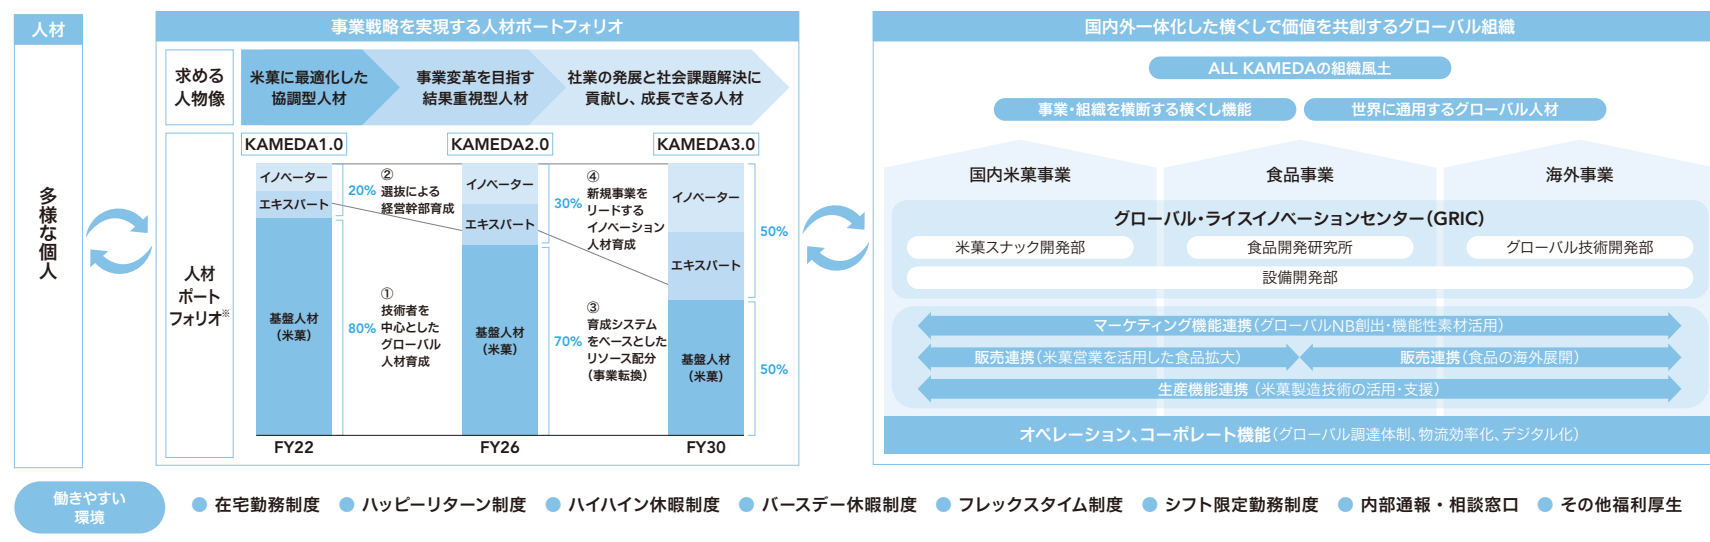 人材
多様な個人
事業戦略を実現する人材ポートフォリオ
求める
人物像
米菓に最適化した
協調型人材
事業変革を目指す
結果重視型人材
社業の発展と社会課題解決に
貢献し、成長できる人材
人材
ポート
フォリオ※
KAMEDA1.0
KAMEDA2.0
KAMEDA3.0
イノベーター
エキスパート
基盤人材
(米菓)
FY22
20%
80%
②
選抜による
経営幹部育成
①
技術者を
中心とした
グローバル
人材育成
イノベーター
エキスパート
基盤人材
(米菓)
FY26
30%
70%
④
新規事業を
リードする
イノベーション
人材育成
③
育成システム
をベースとした
リソース配分
(事業転換)
イノベーター
エキスパート
基盤人材
(米菓)
FY30
50%
50%
国内外一体化した横ぐしで価値を共創するグローバル組織
ALL KAMEDAの組織風土
事業・組織を横断する横ぐし機能
世界に通用するグローバル人材
国内米菓事業
食品事業
海外事業
グローバル・ライスイノベーションセンター(GRIC)
米菓スナック開発部
食品開発研究所
グローバル技術開発部
設備開発部
マーケティング機能連携(グローバルNB創出・機能性素材活用)
販売連携(米菓営業を活用した食品拡大)
販売連携(食品の海外展開)
生産機能連携(米菓製造技術の活用・支援)
オペレーション、コーポレート機能(グローバル調達体制、物流効率化、デジタル化)
働きやすい
環境
● 在宅勤務制度 ● ハッピーリターン制度 ● ハイハイン休暇制度 ● バースデー休暇制度 ● フレックスタイム制度 ● シフト限定勤務制度 ● 内部通報・相談窓口 ● その他福利厚生